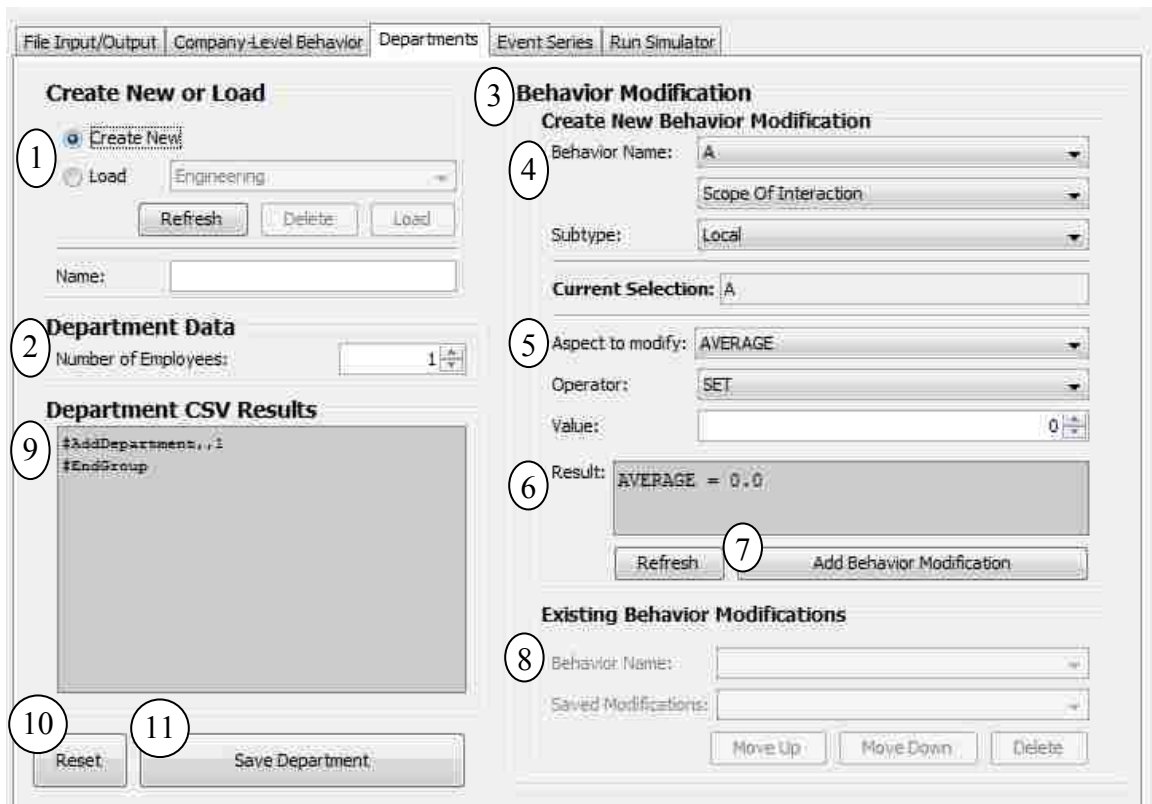 File Input/Output Company-Level Behavior Departments Event Series Run Simulator
Create New or Load
1
Create New
Load Engineering
Refresh Delete Load
Name:
Department Data
2
Number of Employees: 1
Department CSV Results
9
#AddDepartment,,1
#EndGroup
10
Reset
11
Save Department
3
Behavior Modification
Create New Behavior Modification
4
Behavior Name: A
Scope Of Interaction
Subtype: Local
Current Selection: A
5
Aspect to modify: AVERAGE
Operator: SET
Value: 0
6
Result: AVERAGE = 0.0
7
Refresh Add Behavior Modification
Existing Behavior Modifications
8
Behavior Name:
Saved Modifications:
Move Up Move Down Delete